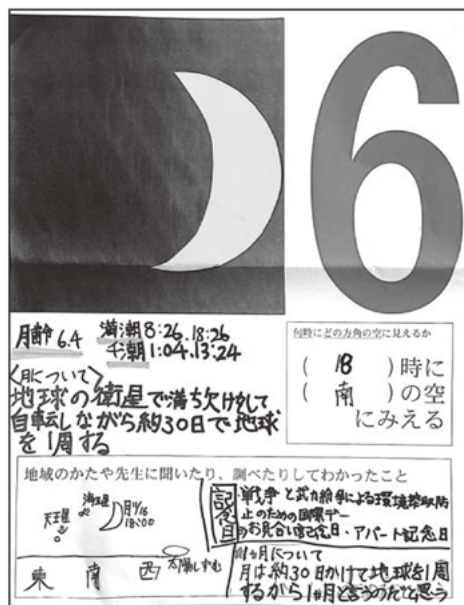 6
月齢 6.4 満潮 8:26.18:26
干潮 1:04.13:24
〈月について〉
地球の衛星で満ち欠けをして
自転しながら約30日で地球
を1周する
何時にどの方角の空に見えるか
( 18 )時に
( 南 )の空
にみえる
地域のかたや先生に聞いたり、調べたりしてわかったこと
天王星
海王星
11/6
18:00
太陽しずむ
東 南 西
記念日
戦争と武力紛争による環境搾取防
止のための国際デー
お見合い記念日・アパート記念日
1ヶ月について
月は約30日かけて地球を1周
するから1ヶ月と言うのだと思う